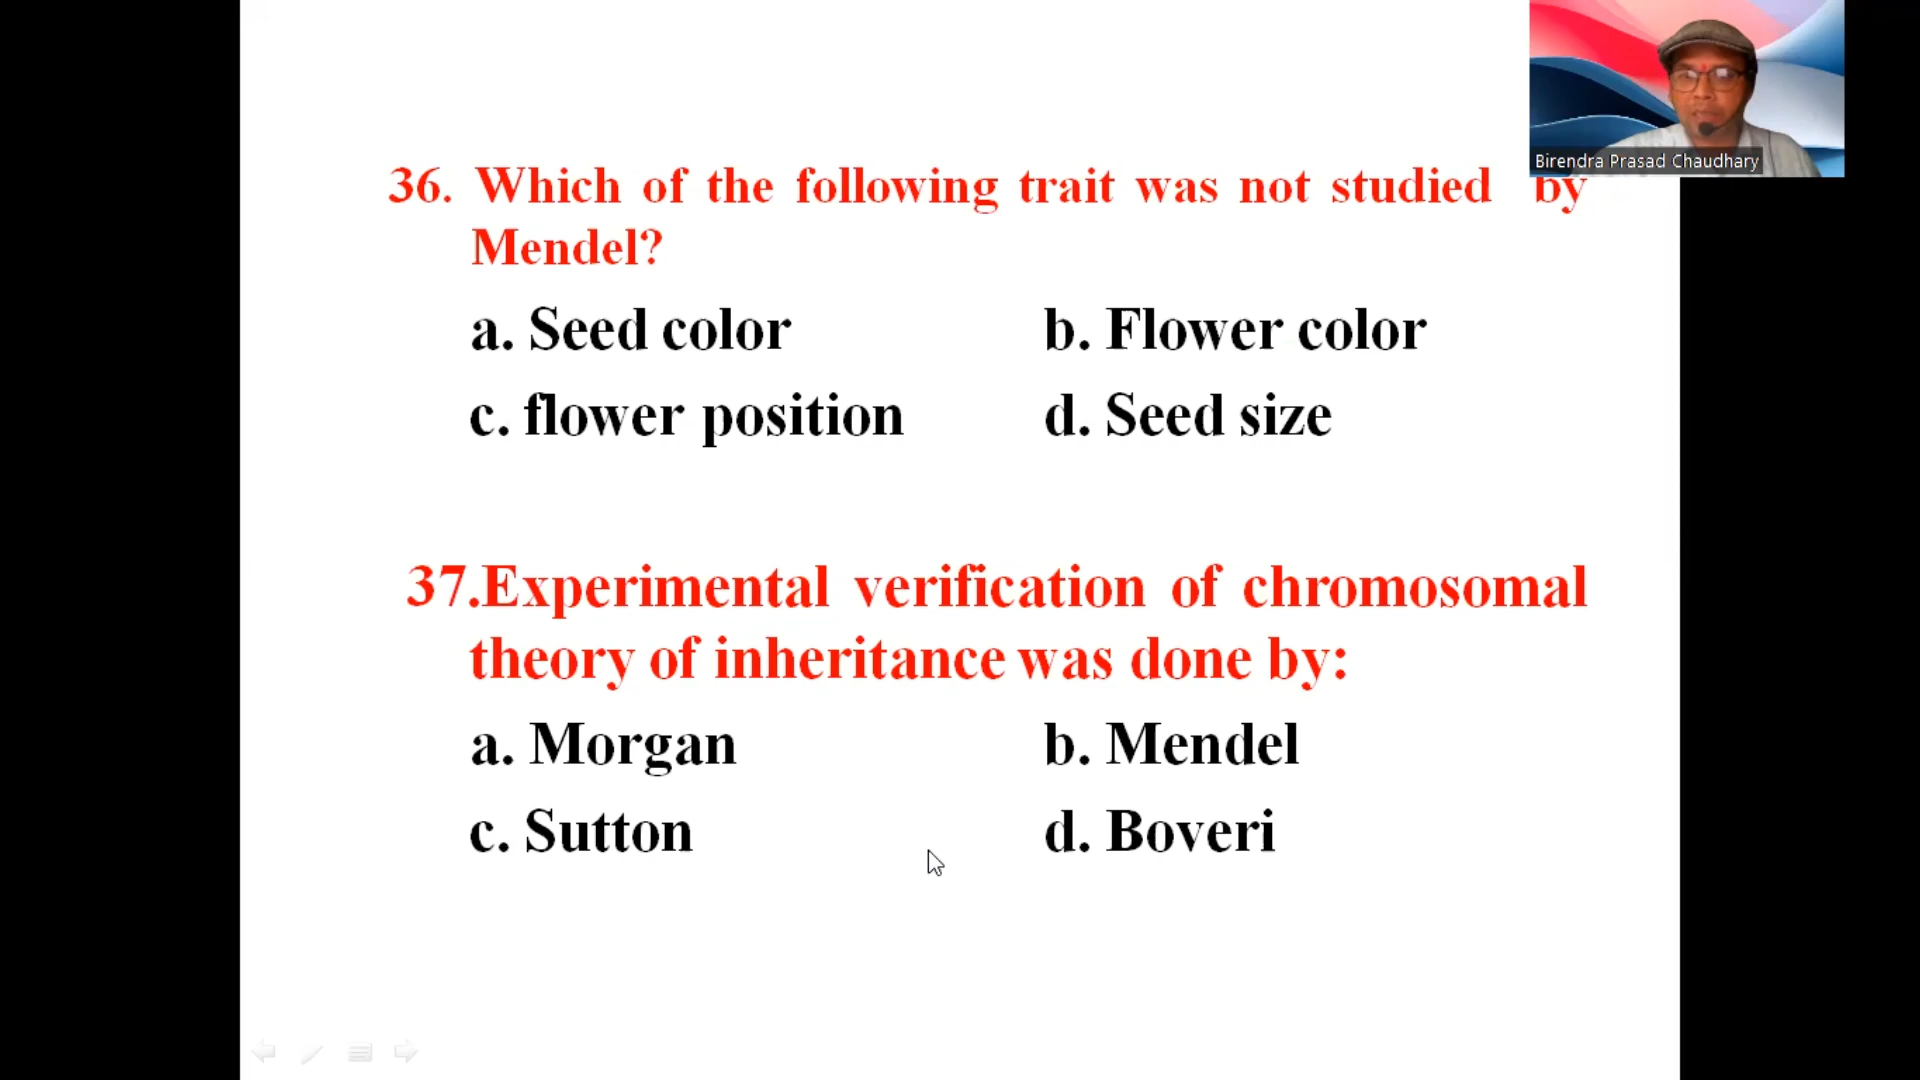 Birendra Prasad Chaudhary
36. Which of the following trait was not studied by
Mendel?
a. Seed color b. Flower color
c. flower position d. Seed size
37.Experimental verification of chromosomal
theory of inheritance was done by:
a. Morgan b. Mendel
c. Sutton d. Boveri